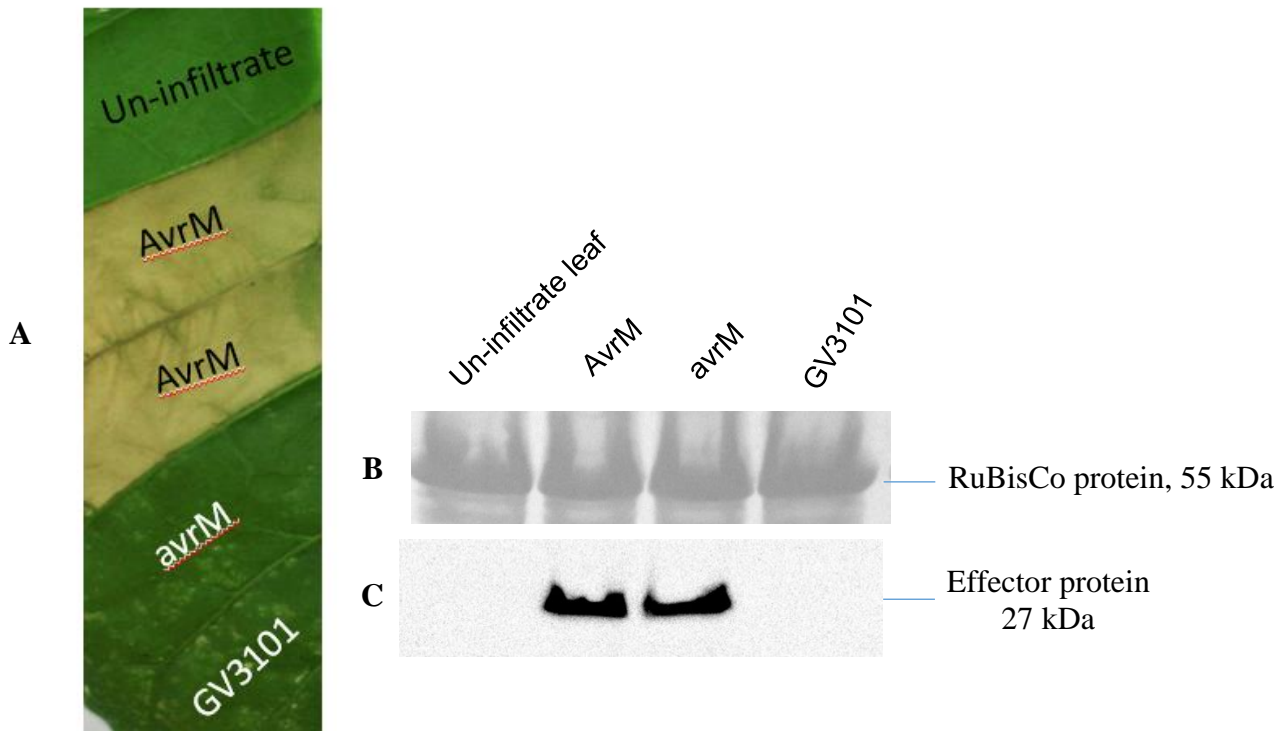 A
Un-infiltrate
AvrM
AvrM
avrM
GV3101
Un-infiltrate leaf
AvrM
avrM
GV3101
B
RuBisCo protein, 55 kDa
C
Effector protein
27 kDa